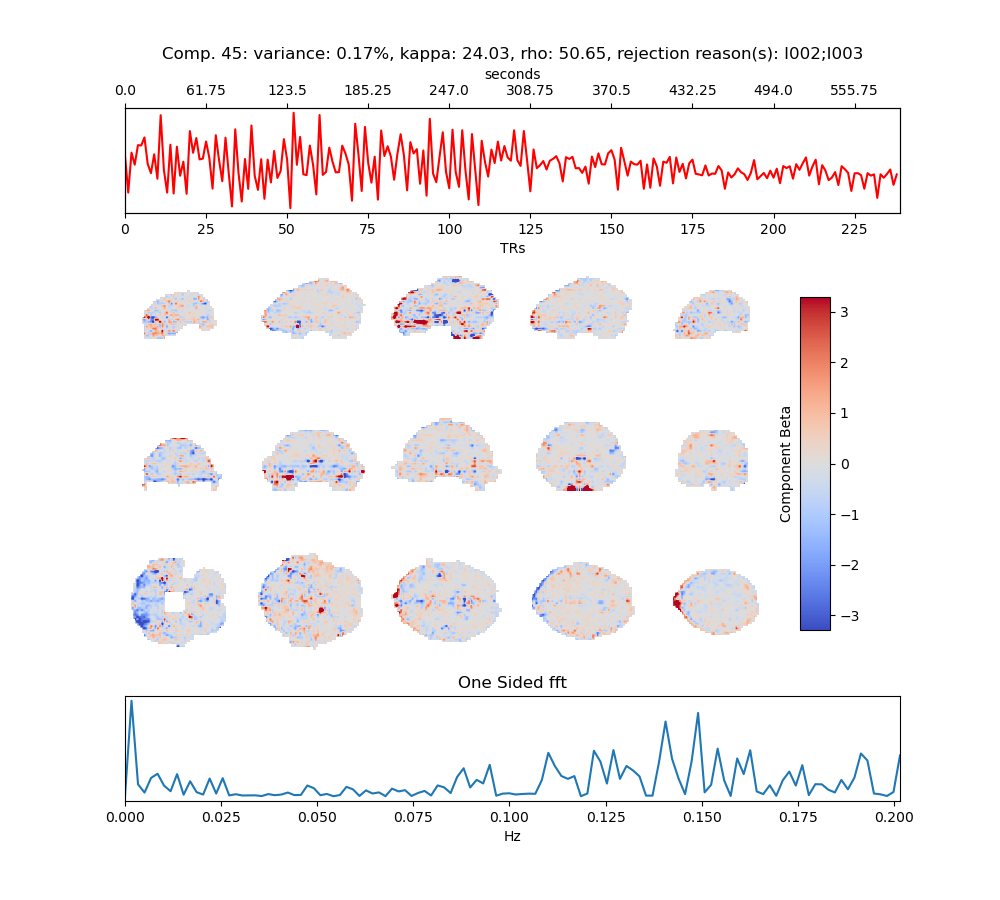 Comp. 45: variance: 0.17%, kappa: 24.03, rho: 50.65, rejection reason(s): I002;I003
seconds
0.0 61.75 123.5 185.25 247.0 308.75 370.5 432.25 494.0 555.75
0 25 50 75 100 125 150 175 200 225
TRs
3
2
1
0
−1
−2
−3
Component Beta
One Sided fft
0.000 0.025 0.050 0.075 0.100 0.125 0.150 0.175 0.200
Hz